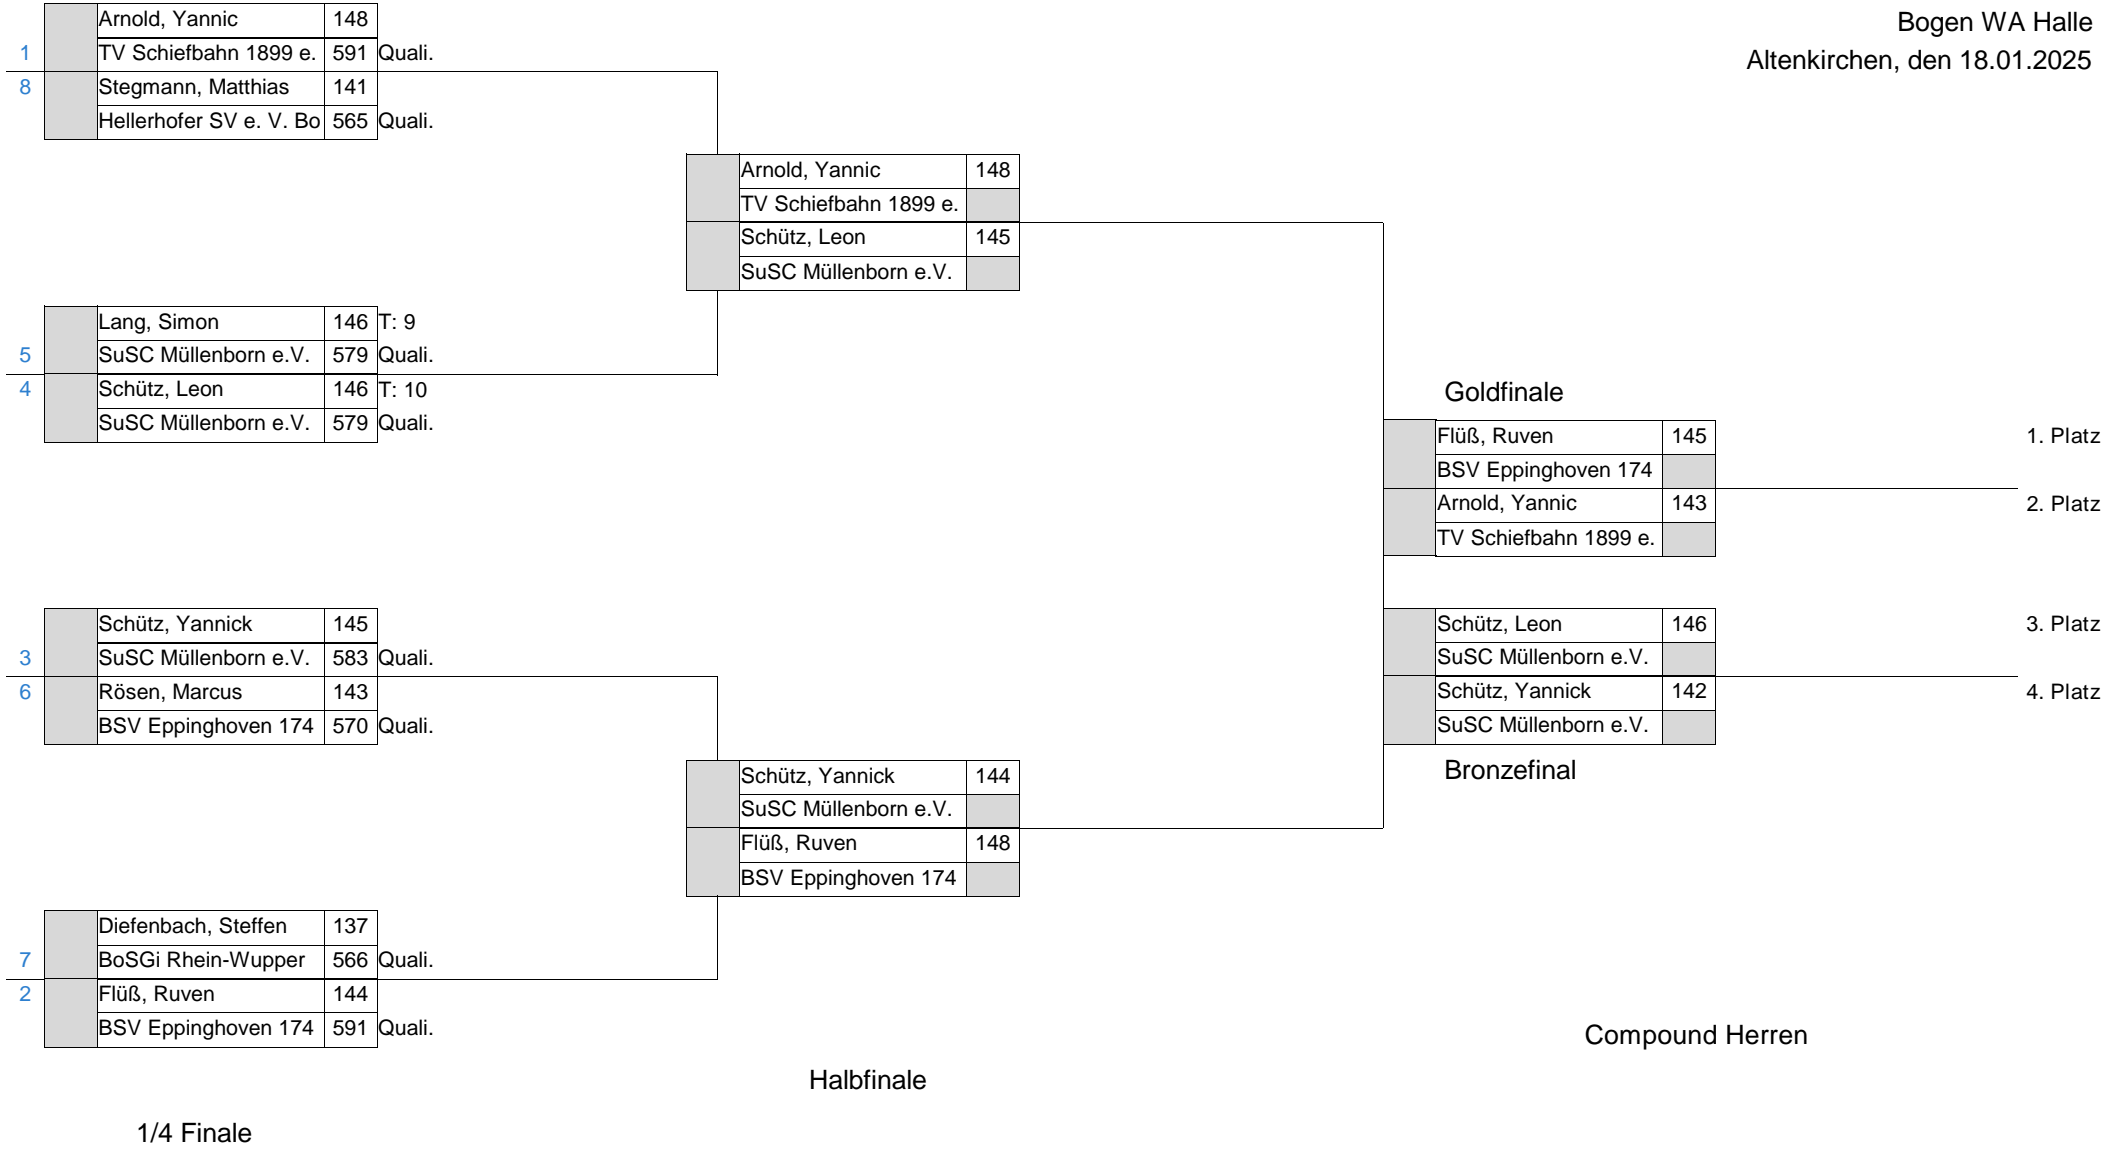 Bogen WA Halle
Altenkirchen, den 18.01.2025
Arnold, Yannic 148
1 TV Schiefbahn 1899 e. 591 Quali.
8 Stegmann, Matthias 141
Hellerhofer SV e. V. Bo 565 Quali.
Arnold, Yannic 148
TV Schiefbahn 1899 e.
Schütz, Leon 145
SuSC Müllenborn e.V.
Lang, Simon 146 T: 9
5 SuSC Müllenborn e.V. 579 Quali.
4 Schütz, Leon 146 T: 10
SuSC Müllenborn e.V. 579 Quali.
Goldfinale
Flüß, Ruven 145 1. Platz
BSV Eppinghoven 174
Arnold, Yannic 143 2. Platz
TV Schiefbahn 1899 e.
Schütz, Yannick 145
3 SuSC Müllenborn e.V. 583 Quali.
6 Rösen, Marcus 143
BSV Eppinghoven 174 570 Quali.
Schütz, Leon 146 3. Platz
SuSC Müllenborn e.V.
Schütz, Yannick 142 4. Platz
SuSC Müllenborn e.V.
Bronzefinal
Schütz, Yannick 144
SuSC Müllenborn e.V.
Flüß, Ruven 148
BSV Eppinghoven 174
Diefenbach, Steffen 137
7 BoSGi Rhein-Wupper 566 Quali.
2 Flüß, Ruven 144
BSV Eppinghoven 174 591 Quali.
Compound Herren
Halbfinale
1/4 Finale